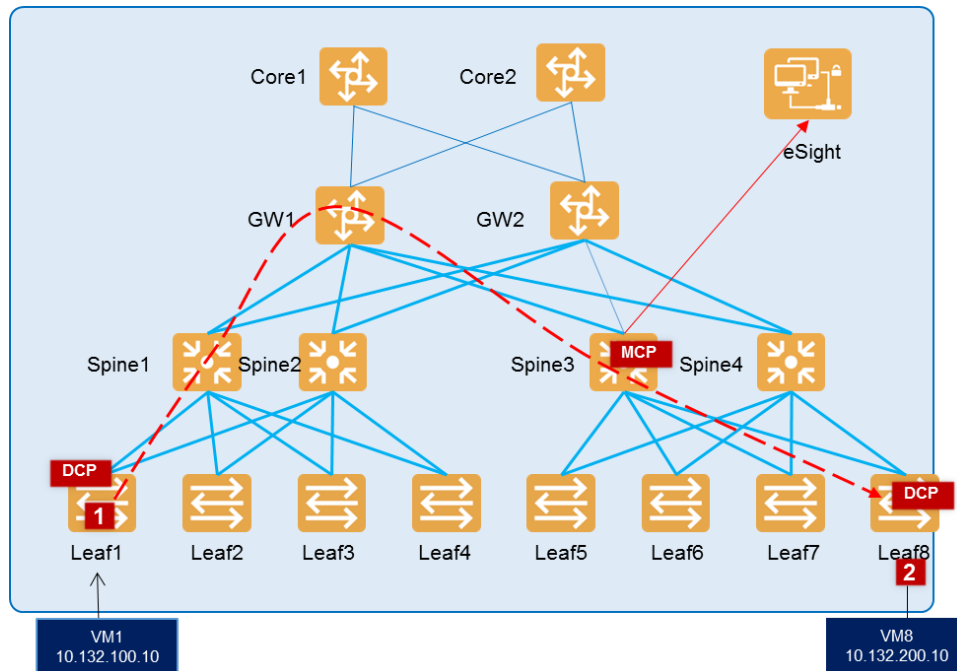 Core1
Core2
eSight
GW1
GW2
Spine1
Spine2
Spine3
MCP
Spine4
DCP
DCP
1
Leaf1
Leaf2
Leaf3
Leaf4
Leaf5
Leaf6
Leaf7
Leaf8
2
VM1
10.132.100.10
VM8
10.132.200.10